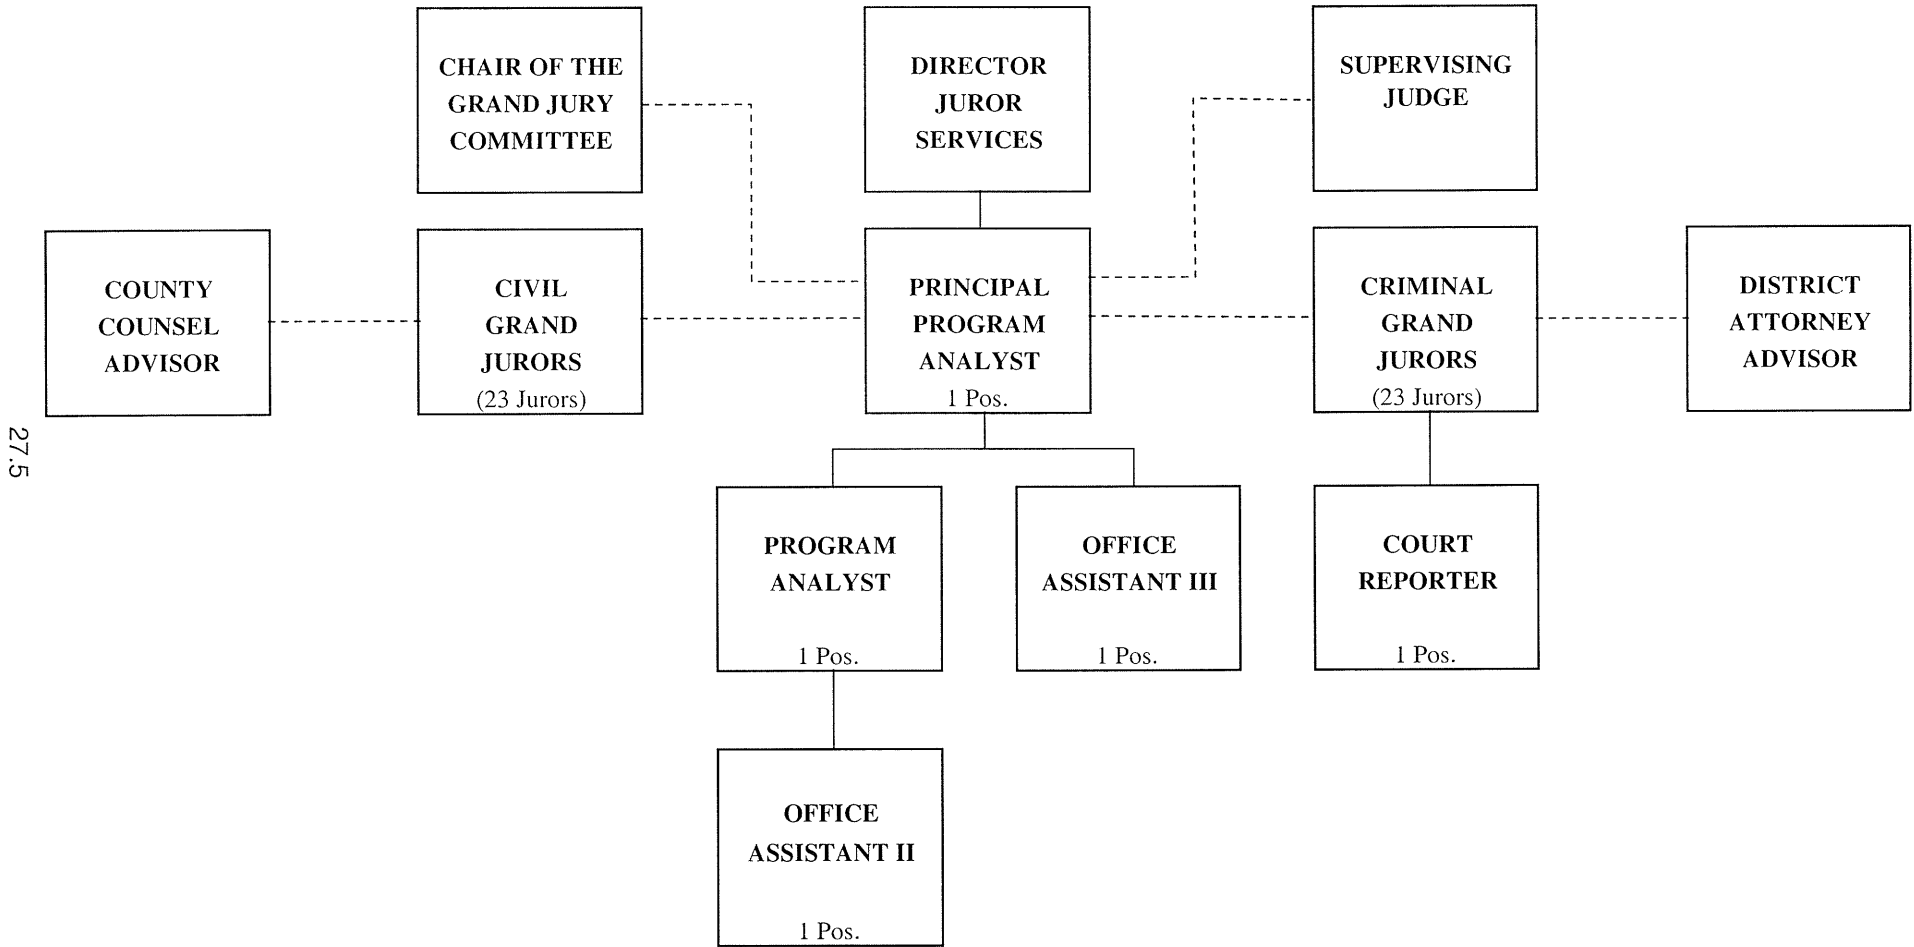 CHAIR OF THE
GRAND JURY
COMMITTEE
DIRECTOR
JUROR
SERVICES
SUPERVISING
JUDGE
COUNTY
COUNSEL
ADVISOR
CIVIL
GRAND
JURORS
(23 Jurors)
PRINCIPAL
PROGRAM
ANALYST
1 Pos.
CRIMINAL
GRAND
JURORS
(23 Jurors)
DISTRICT
ATTORNEY
ADVISOR
27.5
PROGRAM
ANALYST
1 Pos.
OFFICE
ASSISTANT III
1 Pos.
COURT
REPORTER
1 Pos.
OFFICE
ASSISTANT II
1 Pos.